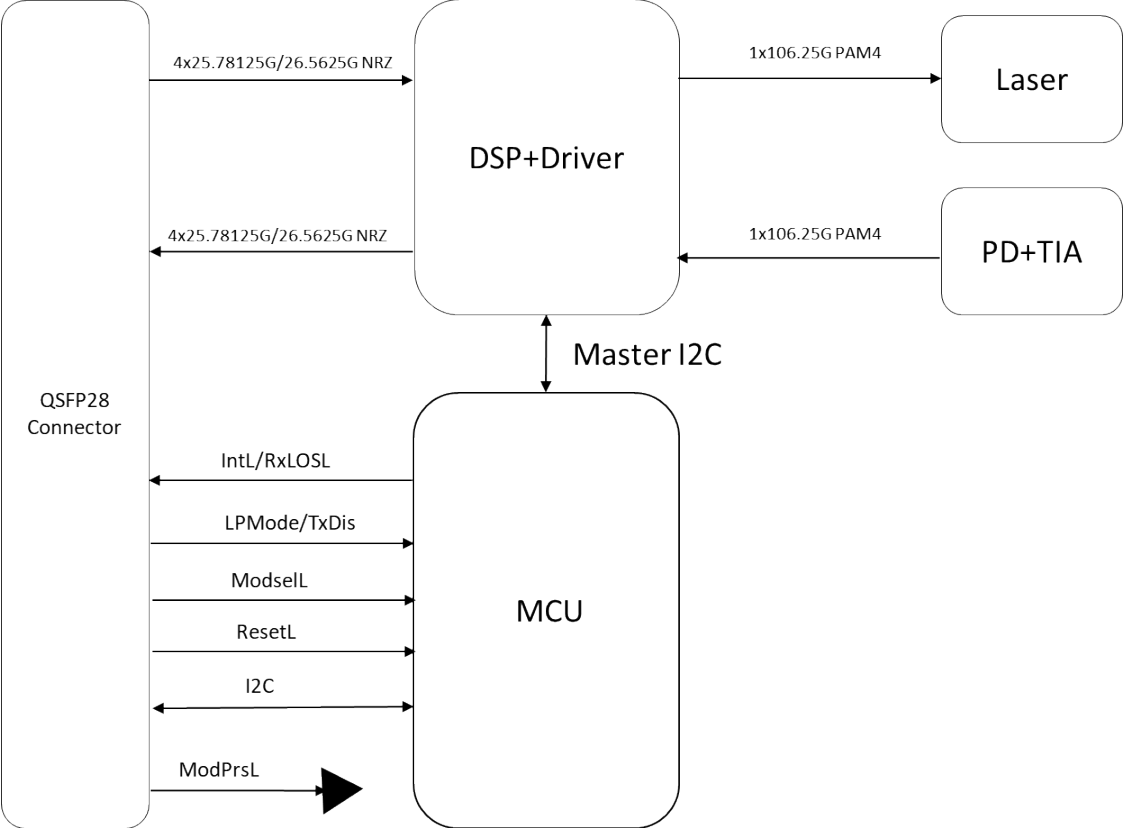 4x25.78125G/26.5625G NRZ
1x106.25G PAM4
Laser
DSP+Driver
4x25.78125G/26.5625G NRZ
1x106.25G PAM4
PD+TIA
Master I2C
QSFP28
Connector
IntL/RxLOSL
LPMode/TxDis
ModselL
ResetL
I2C
ModPrsL
MCU